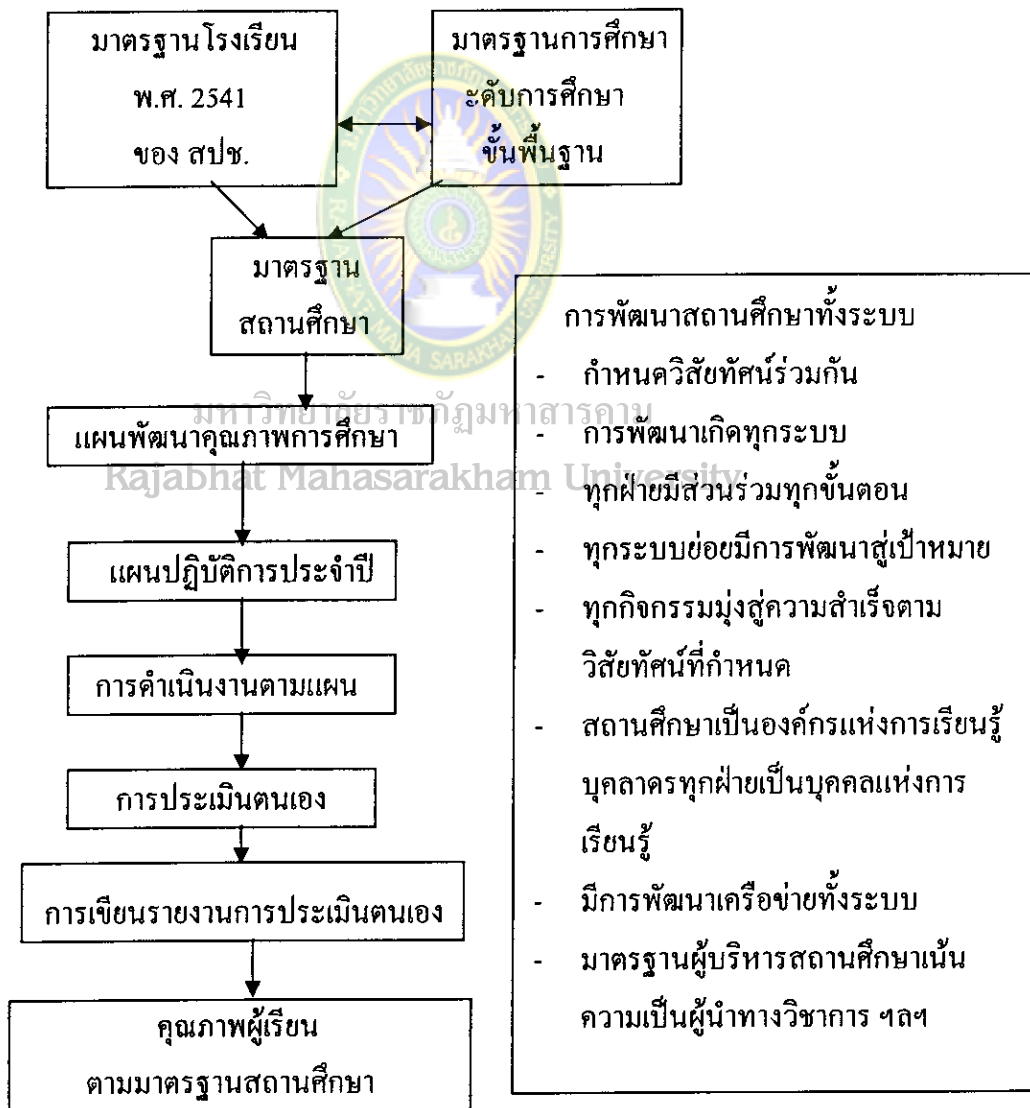 มาตรฐานโรงเรียน
พ.ศ. 2541
ของ สปช.
มาตรฐานการศึกษา
ระดับการศึกษา
ขั้นพื้นฐาน
มาตรฐาน
สถานศึกษา
แผนพัฒนาคุณภาพการศึกษา
แผนปฏิบัติการประจำปี
การดำเนินงานตามแผน
การประเมินตนเอง
การเขียนรายงานการประเมินตนเอง
คุณภาพผู้เรียน
ตามมาตรฐานสถานศึกษา
การพัฒนาสถานศึกษาทั้งระบบ
- กำหนดวิสัยทัศน์ร่วมกัน
- การพัฒนาเกิดทุกระบบ
- ทุกฝ่ายมีส่วนร่วมทุกขั้นตอน
- ทุกระบบย่อยมีการพัฒนาสู่เป้าหมาย
- ทุกกิจกรรมมุ่งสู่ความสำเร็จตาม
วิสัยทัศน์ที่กำหนด
- สถานศึกษาเป็นองค์กรแห่งการเรียนรู้
บุคลาดรทุกฝ่ายเป็นบุคคลแห่งการ
เรียนรู้
- มีการพัฒนาเครือข่ายทั้งระบบ
- มาตรฐานผู้บริหารสถานศึกษาเน้น
ความเป็นผู้นำทางวิชาการ ฯลฯ
มหาวิทยาลัยราชภัฏมหาสารคาม
Rajabhat Mahasarakham University